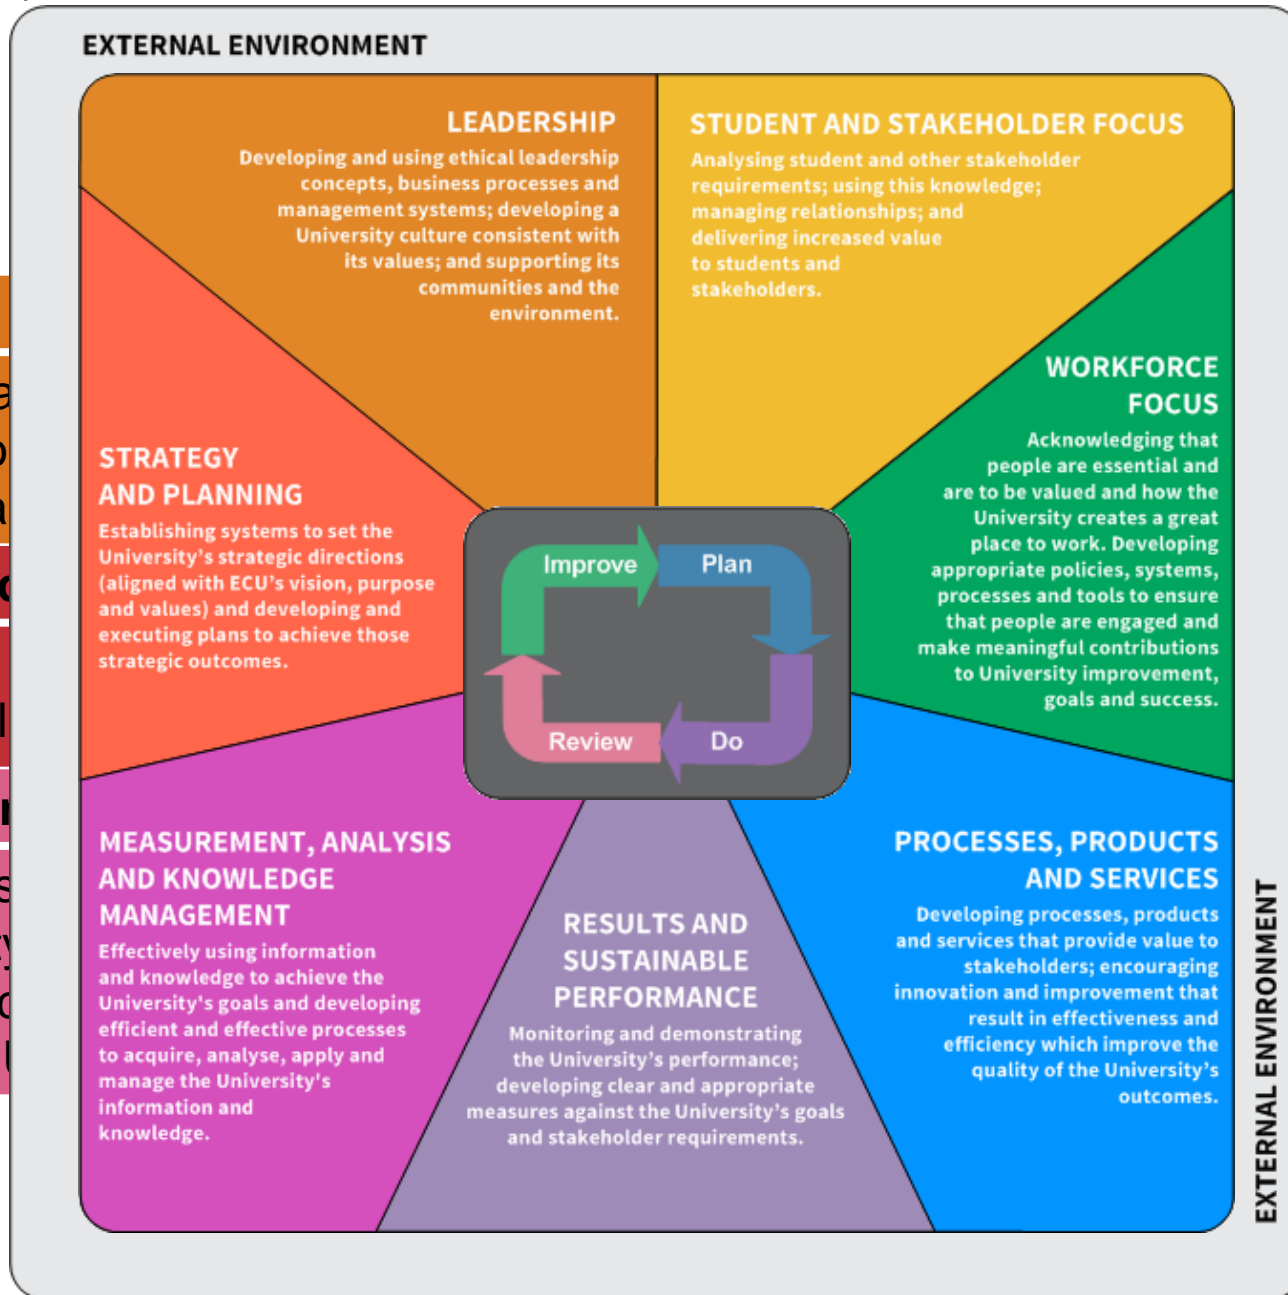 EXTERNAL ENVIRONMENT
LEADERSHIP
Developing and using ethical leadership
concepts, business processes and
management systems; developing a
University culture consistent with
its values; and supporting its
communities and the
environment.
STUDENT AND STAKEHOLDER FOCUS
Analysing student and other stakeholder
requirements; using this knowledge;
managing relationships; and
delivering increased value
to students and
stakeholders.
WORKFORCE
FOCUS
Acknowledging that
people are essential and
are to be valued and how the
University creates a great
place to work. Developing
appropriate policies, systems,
processes and tools to ensure
that people are engaged and
make meaningful contributions
to University improvement,
goals and success.
STRATEGY
AND PLANNING
Establishing systems to set the
University's strategic directions
(aligned with ECU's vision, purpose
and values) and developing and
executing plans to achieve those
strategic outcomes.
Improve
Plan
Review
Do
MEASUREMENT, ANALYSIS
AND KNOWLEDGE
MANAGEMENT
Effectively using information
and knowledge to achieve the
University's goals and developing
efficient and effective processes
to acquire, analyse, apply and
manage the University's
information and
knowledge.
RESULTS AND
SUSTAINABLE
PERFORMANCE
Monitoring and demonstrating
the University's performance;
developing clear and appropriate
measures against the University's goals
and stakeholder requirements.
PROCESSES, PRODUCTS
AND SERVICES
Developing processes, products
and services that provide value to
stakeholders; encouraging
innovation and improvement that
result in effectiveness and
efficiency which improve the
quality of the University's
outcomes.
EXTERNAL ENVIRONMENT